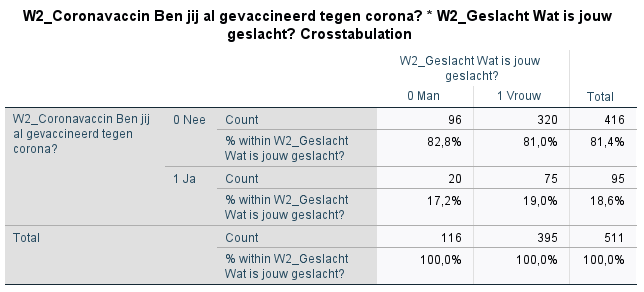 W2_Coronavaccin Ben jij al gevaccineerd tegen corona? * W2_Geslacht Wat is jouw
geslacht? Crosstabulation
W2_Geslacht Wat is jouw
geslacht?
0 Man 1 Vrouw Total
W2_Coronavaccin Ben jij
al gevaccineerd tegen
corona?
0 Nee Count 96 320 416
% within W2_Geslacht
Wat is jouw geslacht?
82,8% 81,0% 81,4%
1 Ja Count 20 75 95
% within W2_Geslacht
Wat is jouw geslacht?
17,2% 19,0% 18,6%
Total Count 116 395 511
% within W2_Geslacht
Wat is jouw geslacht?
100,0% 100,0% 100,0%